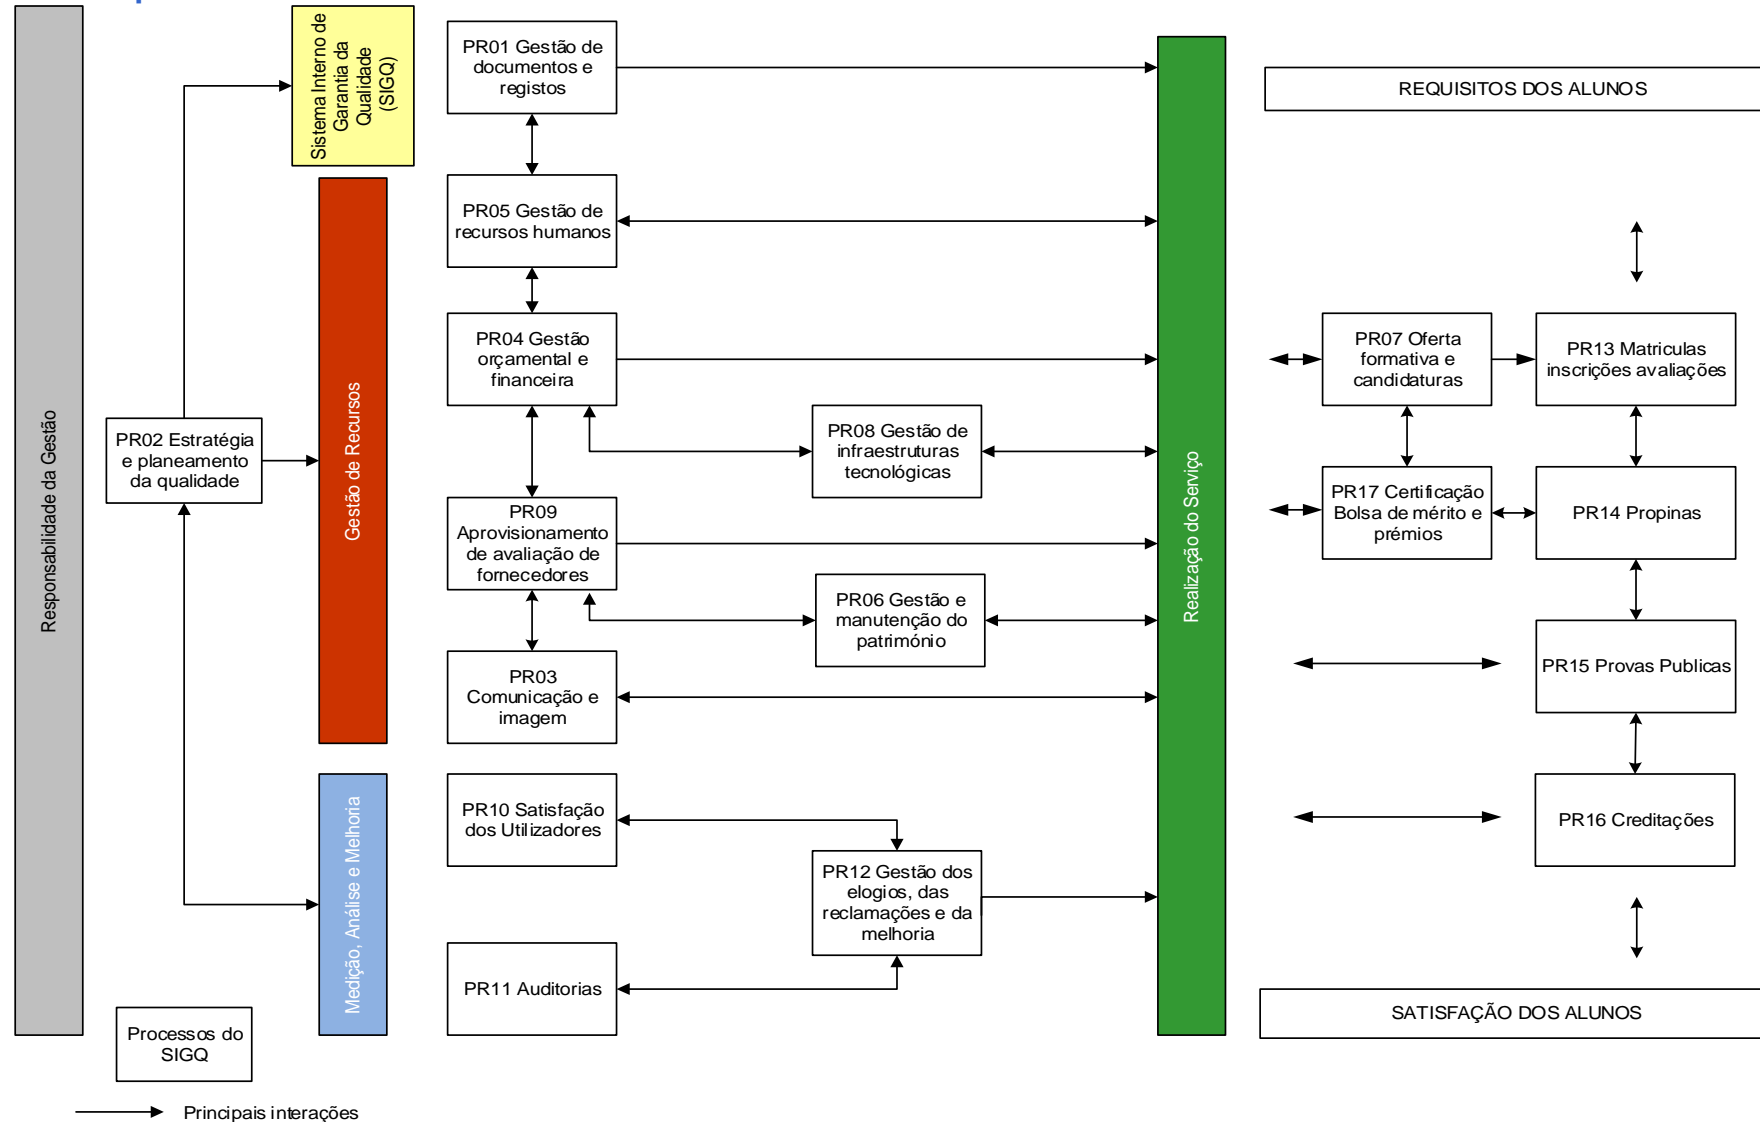 Responsabilidade da Gestão
PR02 Estratégia
e planeamento
da qualidade
Sistema Interno de
Garantia da
Qualidade
(SIGQ)
Gestão de Recursos
Medição, Análise e Melhoria
PR01 Gestão de
documentos e
registos
PR05 Gestão de
recursos humanos
PR04 Gestão
orçamental e
financeira
PR08 Gestão de
infraestruturas
tecnológicas
PR09
Aprovisionamento
de avaliação de
fornecedores
PR06 Gestão e
manutenção do
património
PR03
Comunicação e
imagem
PR10 Satisfação
dos Utilizadores
PR12 Gestão dos
elogios, das
reclamações e da
melhoria
PR11 Auditorias
Realização do Serviço
REQUISITOS DOS ALUNOS
PR07 Oferta
formativa e
candidaturas
PR13 Matriculas
inscrições avaliações
PR17 Certificação
Bolsa de mérito e
prémios
PR14 Propinas
PR15 Provas Publicas
PR16 Creditações
SATISFAÇÃO DOS ALUNOS
Processos do
SIGQ
Principais interações